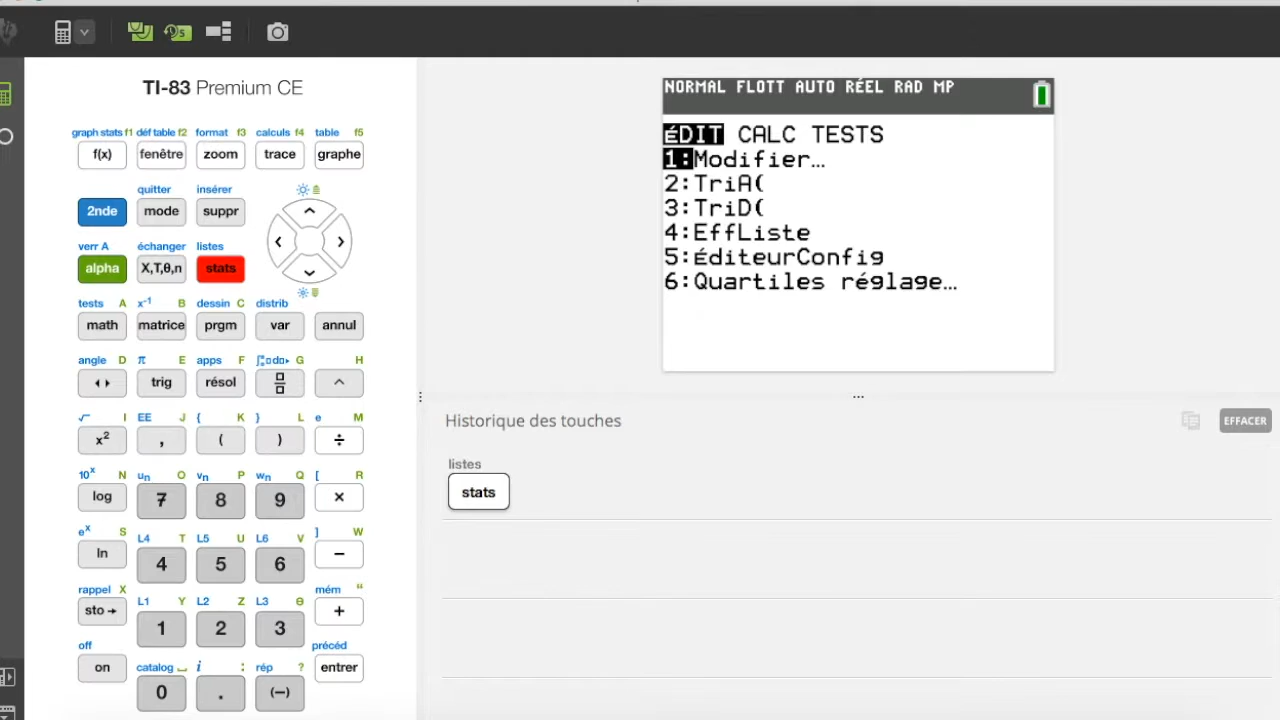 TI-83 Premium CE
graph stats f1 déf table f2 format f3 calculs f4 table f5
f(x) fenêtre zoom trace graphe
quitter insérer
2nde mode suppr
verr A échanger listes
alpha X,T,θ,n stats
tests A x⁻¹ B dessin C distrib
math matrice prgm var annul
angle D π E apps F G H
trig résol ^
√ I EE J { K } L e M
x² , ( ) ÷
10ˣ N uₙ O vₙ P wₙ Q [ R
log 7 8 9 ×
eˣ S L4 T L5 U L6 V ] W
ln 4 5 6 −
rappel X L1 Y L2 Z L3 θ mém “
sto→ 1 2 3 +
off catalog i : rép ? précéd
on 0 . (−) entrer
NORMAL FLOTT AUTO RÉEL RAD MP
ÉDIT CALC TESTS
1:Modifier…
2:TriA(
3:TriD(
4:EffListe
5:ÉditeurConfig
6:Quartiles réglage…
Historique des touches
EFFACER
listes
stats